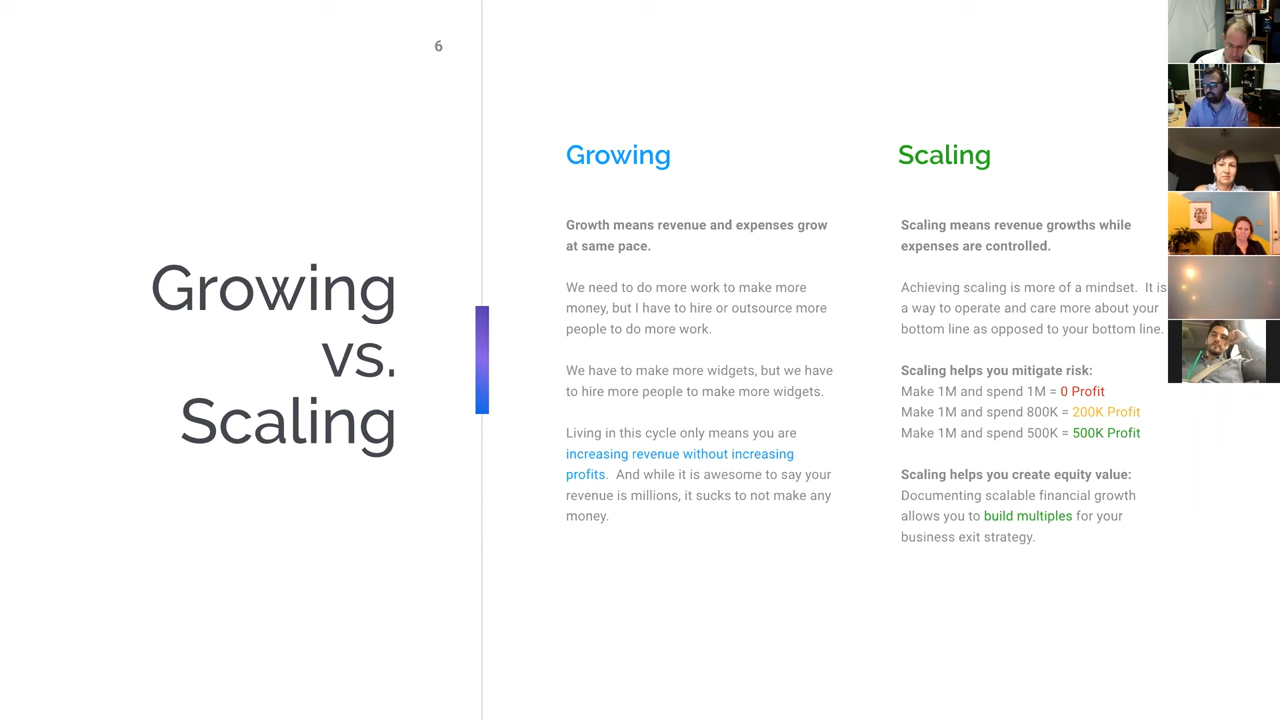 6
Growing
vs.
Scaling
Growing
Growth means revenue and expenses grow
at same pace.
We need to do more work to make more
money, but I have to hire or outsource more
people to do more work.
We have to make more widgets, but we have
to hire more people to make more widgets.
Living in this cycle only means you are
increasing revenue without increasing
profits. And while it is awesome to say your
revenue is millions, it sucks to not make any
money.
Scaling
Scaling means revenue growths while
expenses are controlled.
Achieving scaling is more of a mindset. It is
a way to operate and care more about your
bottom line as opposed to your bottom line.
Scaling helps you mitigate risk:
Make 1M and spend 1M = 0 Profit
Make 1M and spend 800K = 200K Profit
Make 1M and spend 500K = 500K Profit
Scaling helps you create equity value:
Documenting scalable financial growth
allows you to build multiples for your
business exit strategy.